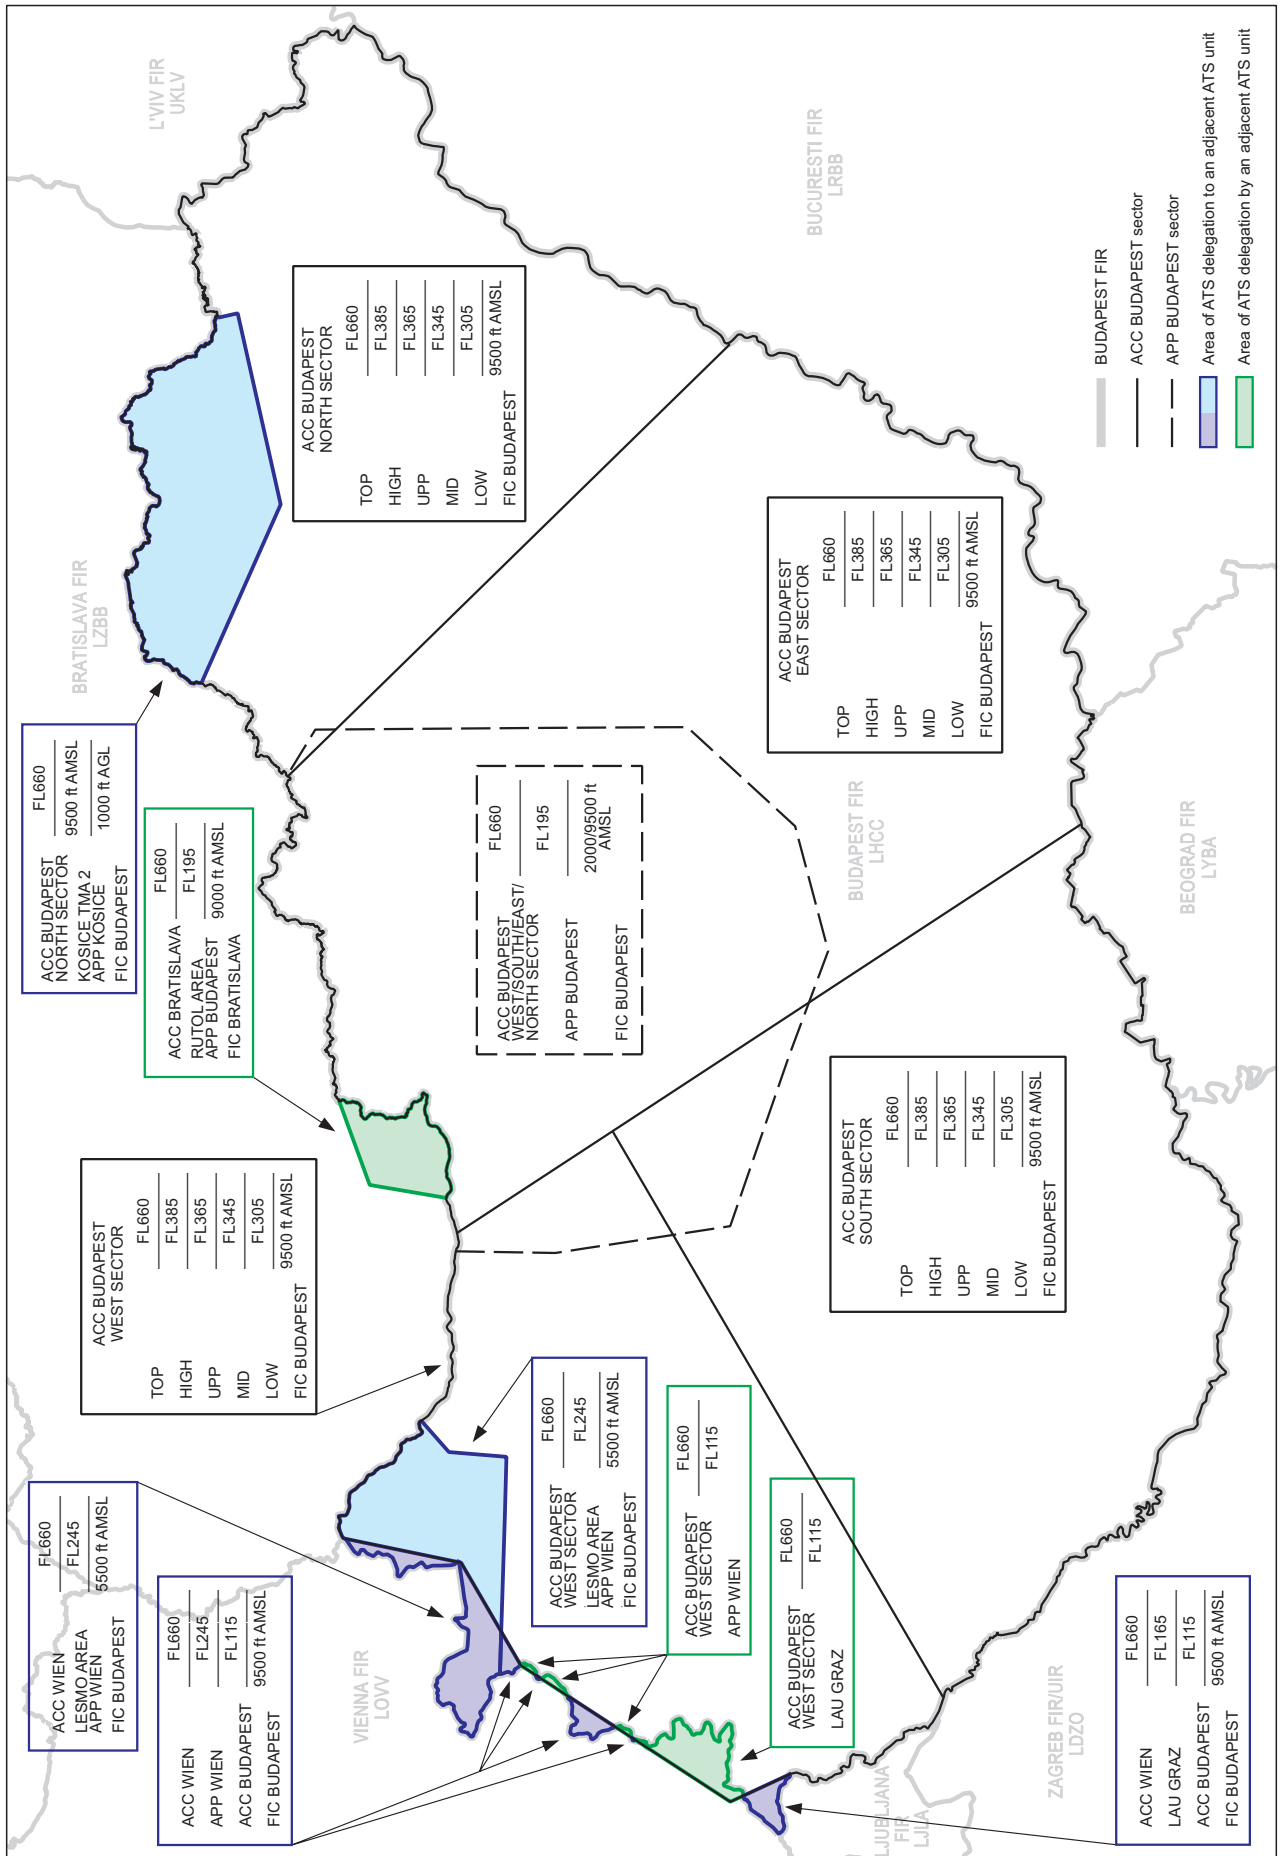 L'VIV FIR
UKLV
BRATISLAVA FIR
LZBB
BUCURESTI FIR
LRBB
BUDAPEST FIR
LHCC
BEOGRAD FIR
LYBA
VIENNA FIR
LOVV
LJUBLJANA
FIR
LJLA
ZAGREB FIR/UIR
LDZO
ACC WIEN
FL660
LESMO AREA
APP WIEN
FL245
5500 ft AMSL
FIC BUDAPEST
ACC WIEN
FL660
APP WIEN
FL245
ACC BUDAPEST
FL115
9500 ft AMSL
FIC BUDAPEST
ACC BUDAPEST
WEST SECTOR
TOP
FL660
HIGH
FL385
UPP
FL365
MID
FL345
LOW
FL305
9500 ft AMSL
FIC BUDAPEST
ACC BUDAPEST
NORTH SECTOR
FL660
KOSICE TMA 2
APP KOSICE
9500 ft AMSL
1000 ft AGL
FIC BUDAPEST
ACC BRATISLAVA
FL660
RUTOL AREA
APP BUDAPEST
FL195
9000 ft AMSL
FIC BRATISLAVA
ACC BUDAPEST
NORTH SECTOR
TOP
FL660
HIGH
FL385
UPP
FL365
MID
FL345
LOW
FL305
9500 ft AMSL
FIC BUDAPEST
ACC BUDAPEST
WEST/SOUTH/EAST/
NORTH SECTOR
FL660
APP BUDAPEST
FL195
2000/9500 ft
AMSL
FIC BUDAPEST
ACC BUDAPEST
WEST SECTOR
FL660
LESMO AREA
APP WIEN
FL245
5500 ft AMSL
FIC BUDAPEST
ACC BUDAPEST
WEST SECTOR
FL660
APP WIEN
FL115
ACC BUDAPEST
WEST SECTOR
FL660
LAU GRAZ
FL115
ACC BUDAPEST
EAST SECTOR
TOP
FL660
HIGH
FL385
UPP
FL365
MID
FL345
LOW
FL305
9500 ft AMSL
FIC BUDAPEST
ACC BUDAPEST
SOUTH SECTOR
TOP
FL660
HIGH
FL385
UPP
FL365
MID
FL345
LOW
FL305
9500 ft AMSL
FIC BUDAPEST
ACC WIEN
FL660
LAU GRAZ
FL165
ACC BUDAPEST
FL115
9500 ft AMSL
FIC BUDAPEST
BUDAPEST FIR
ACC BUDAPEST sector
APP BUDAPEST sector
Area of ATS delegation to an adjacent ATS unit
Area of ATS delegation by an adjacent ATS unit